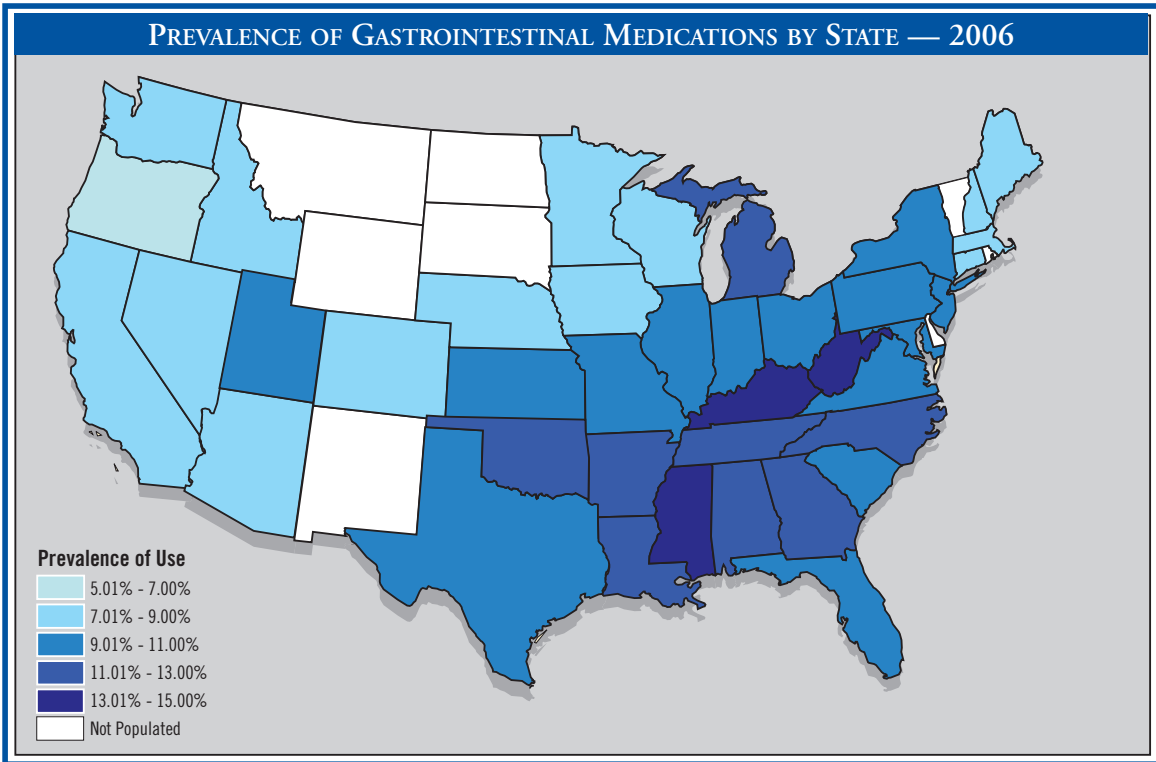 PREVALENCE OF GASTROINTESTINAL MEDICATIONS BY STATE — 2006
Prevalence of Use
5.01% - 7.00%
7.01% - 9.00%
9.01% - 11.00%
11.01% - 13.00%
13.01% - 15.00%
Not Populated